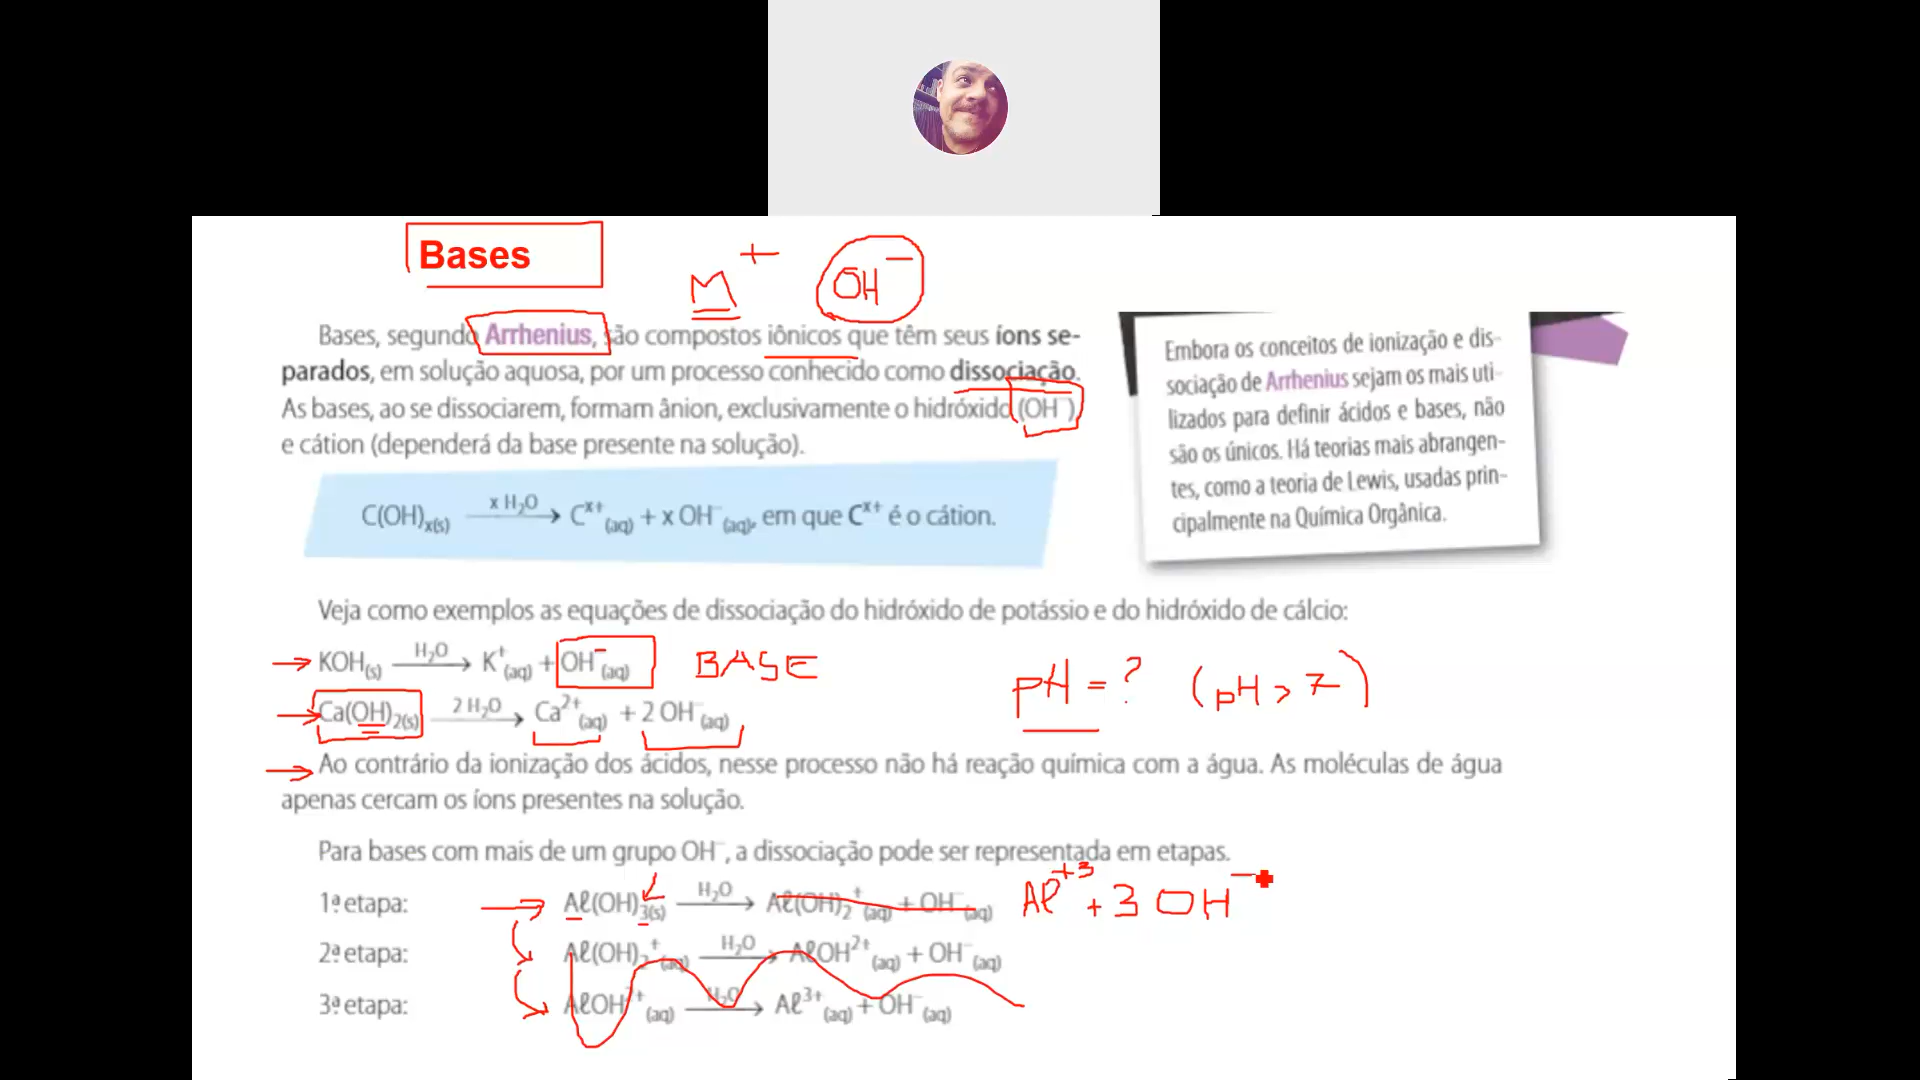 Bases
M+ OH−
Bases, segundo Arrhenius, são compostos iônicos que têm seus íons se-
parados, em solução aquosa, por um processo conhecido como dissociação.
As bases, ao se dissociarem, formam ânion, exclusivamente o hidróxido (OH⁻),
e cátion (dependerá da base presente na solução).
C(OH)x(s) x H₂O → Cˣ⁺(aq) + x OH⁻(aq), em que Cˣ⁺ é o cátion.
Embora os conceitos de ionização e dis-
sociação de Arrhenius sejam os mais uti-
lizados para definir ácidos e bases, não
são os únicos. Há teorias mais abrangen-
tes, como a teoria de Lewis, usadas prin-
cipalmente na Química Orgânica.
Veja como exemplos as equações de dissociação do hidróxido de potássio e do hidróxido de cálcio:
→ KOH(s) H₂O → K⁺(aq) + OH⁻(aq) BASE
pH = ? (pH > 7)
→ Ca(OH)₂(s) 2 H₂O → Ca²⁺(aq) + 2 OH⁻(aq)
→ Ao contrário da ionização dos ácidos, nesse processo não há reação química com a água. As moléculas de água
apenas cercam os íons presentes na solução.
Para bases com mais de um grupo OH⁻, a dissociação pode ser representada em etapas.
1ª etapa: → Aℓ(OH)₃(s) H₂O → Aℓ(OH)₂⁺(aq) + OH⁻(aq) Aℓ⁺³ + 3 OH⁻
2ª etapa: Aℓ(OH)₂⁺(aq) H₂O → AℓOH²⁺(aq) + OH⁻(aq)
3ª etapa: AℓOH²⁺(aq) H₂O → Aℓ³⁺(aq) + OH⁻(aq)